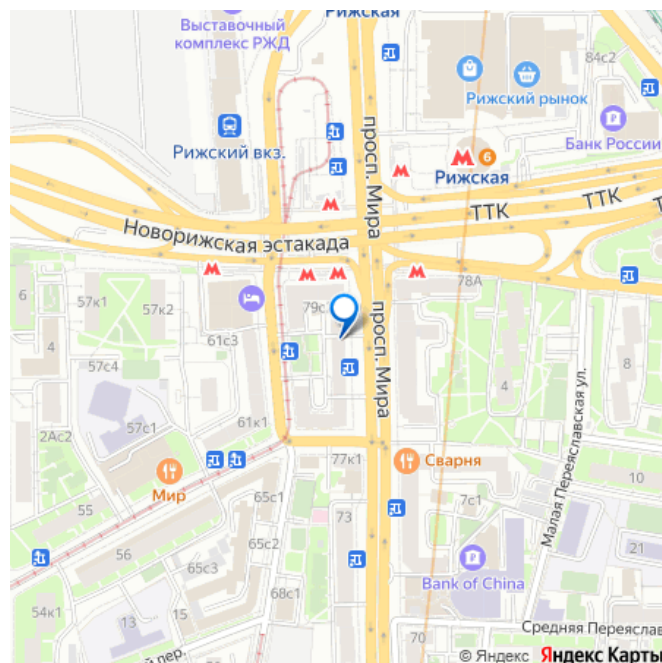 Выставочный
комплекс РЖД
Рижская
84с2
Рижский рынок
Банк России
Рижский вкз.
просп. Мира
6
Рижская
ТТК
ТТК
Новорижская эстакада
78А
6
57к1
57к2
79с
просп. Мира
4
61с3
57с4
4
8
2Ас2
57с1
61к1
Малая Переяславская ул.
77к1
Сварня
Мир
65с1
10
55
73
7с1
56
65с2
21
65с3
Bank of China
54к1
13
15
68с1
70
Средняя Переяслав
й пер.
© Яндекс Яндекс Карты